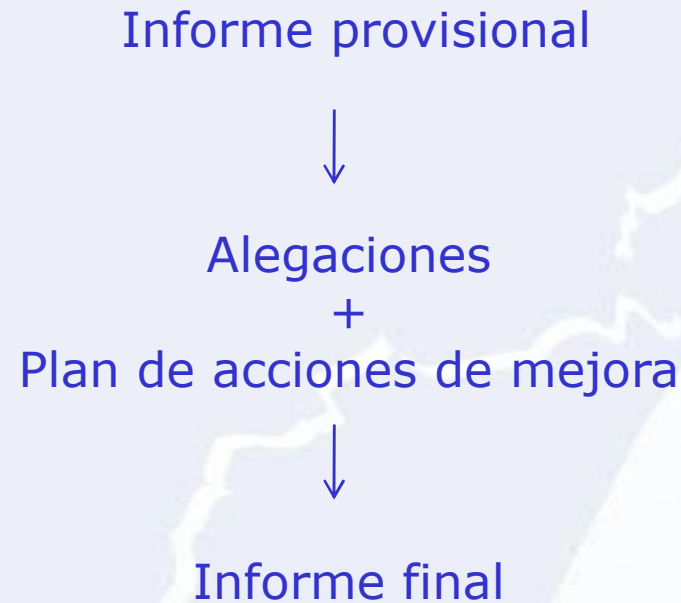 Informe provisional
Alegaciones
+
Plan de acciones de mejora
Informe final